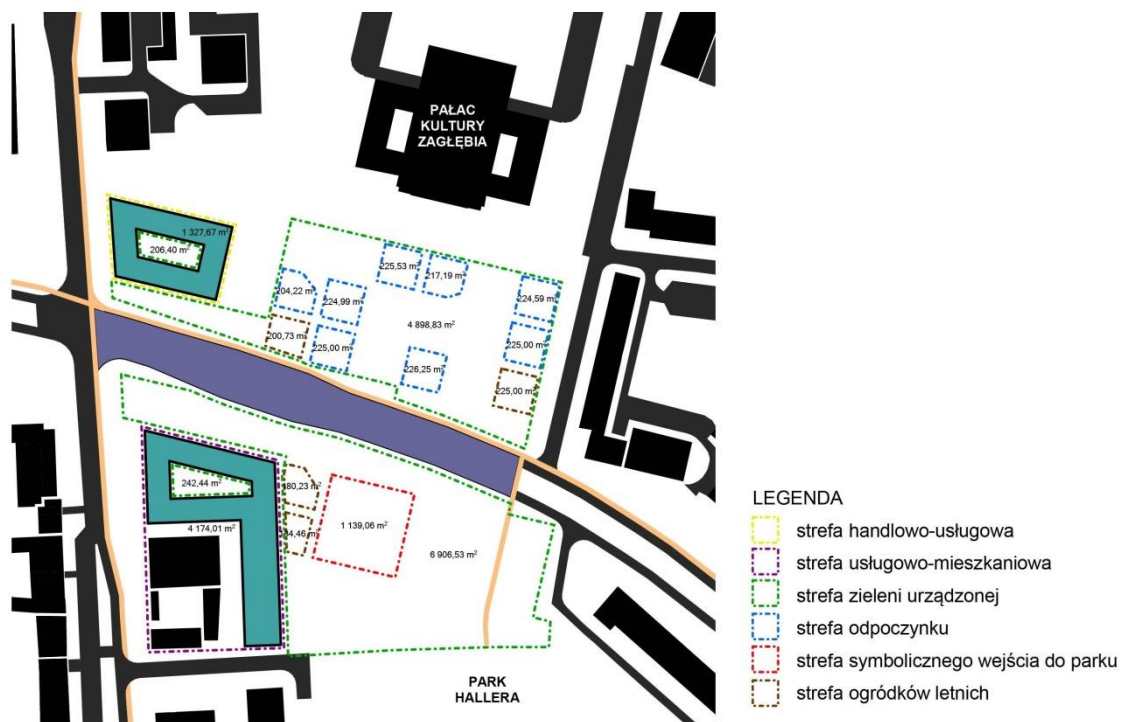 PAŁAC
KULTURY
ZAGŁĘBIA
1 327,67 m²
206,40 m²
225,53 m²
217,19 m²
204,22 m²
224,99 m²
224,59 m²
4 898,83 m²
200,73 m²
225,00 m²
225,00 m²
226,25 m²
225,00 m²
242,44 m²
180,23 m²
4 174,01 m²
1 139,06 m²
6 906,53 m²
PARK
HALLERA
LEGENDA
strefa handlowo-usługowa
strefa usługowo-mieszkaniowa
strefa zieleni urządzonej
strefa odpoczynku
strefa symbolicznego wejścia do parku
strefa ogródków letnich